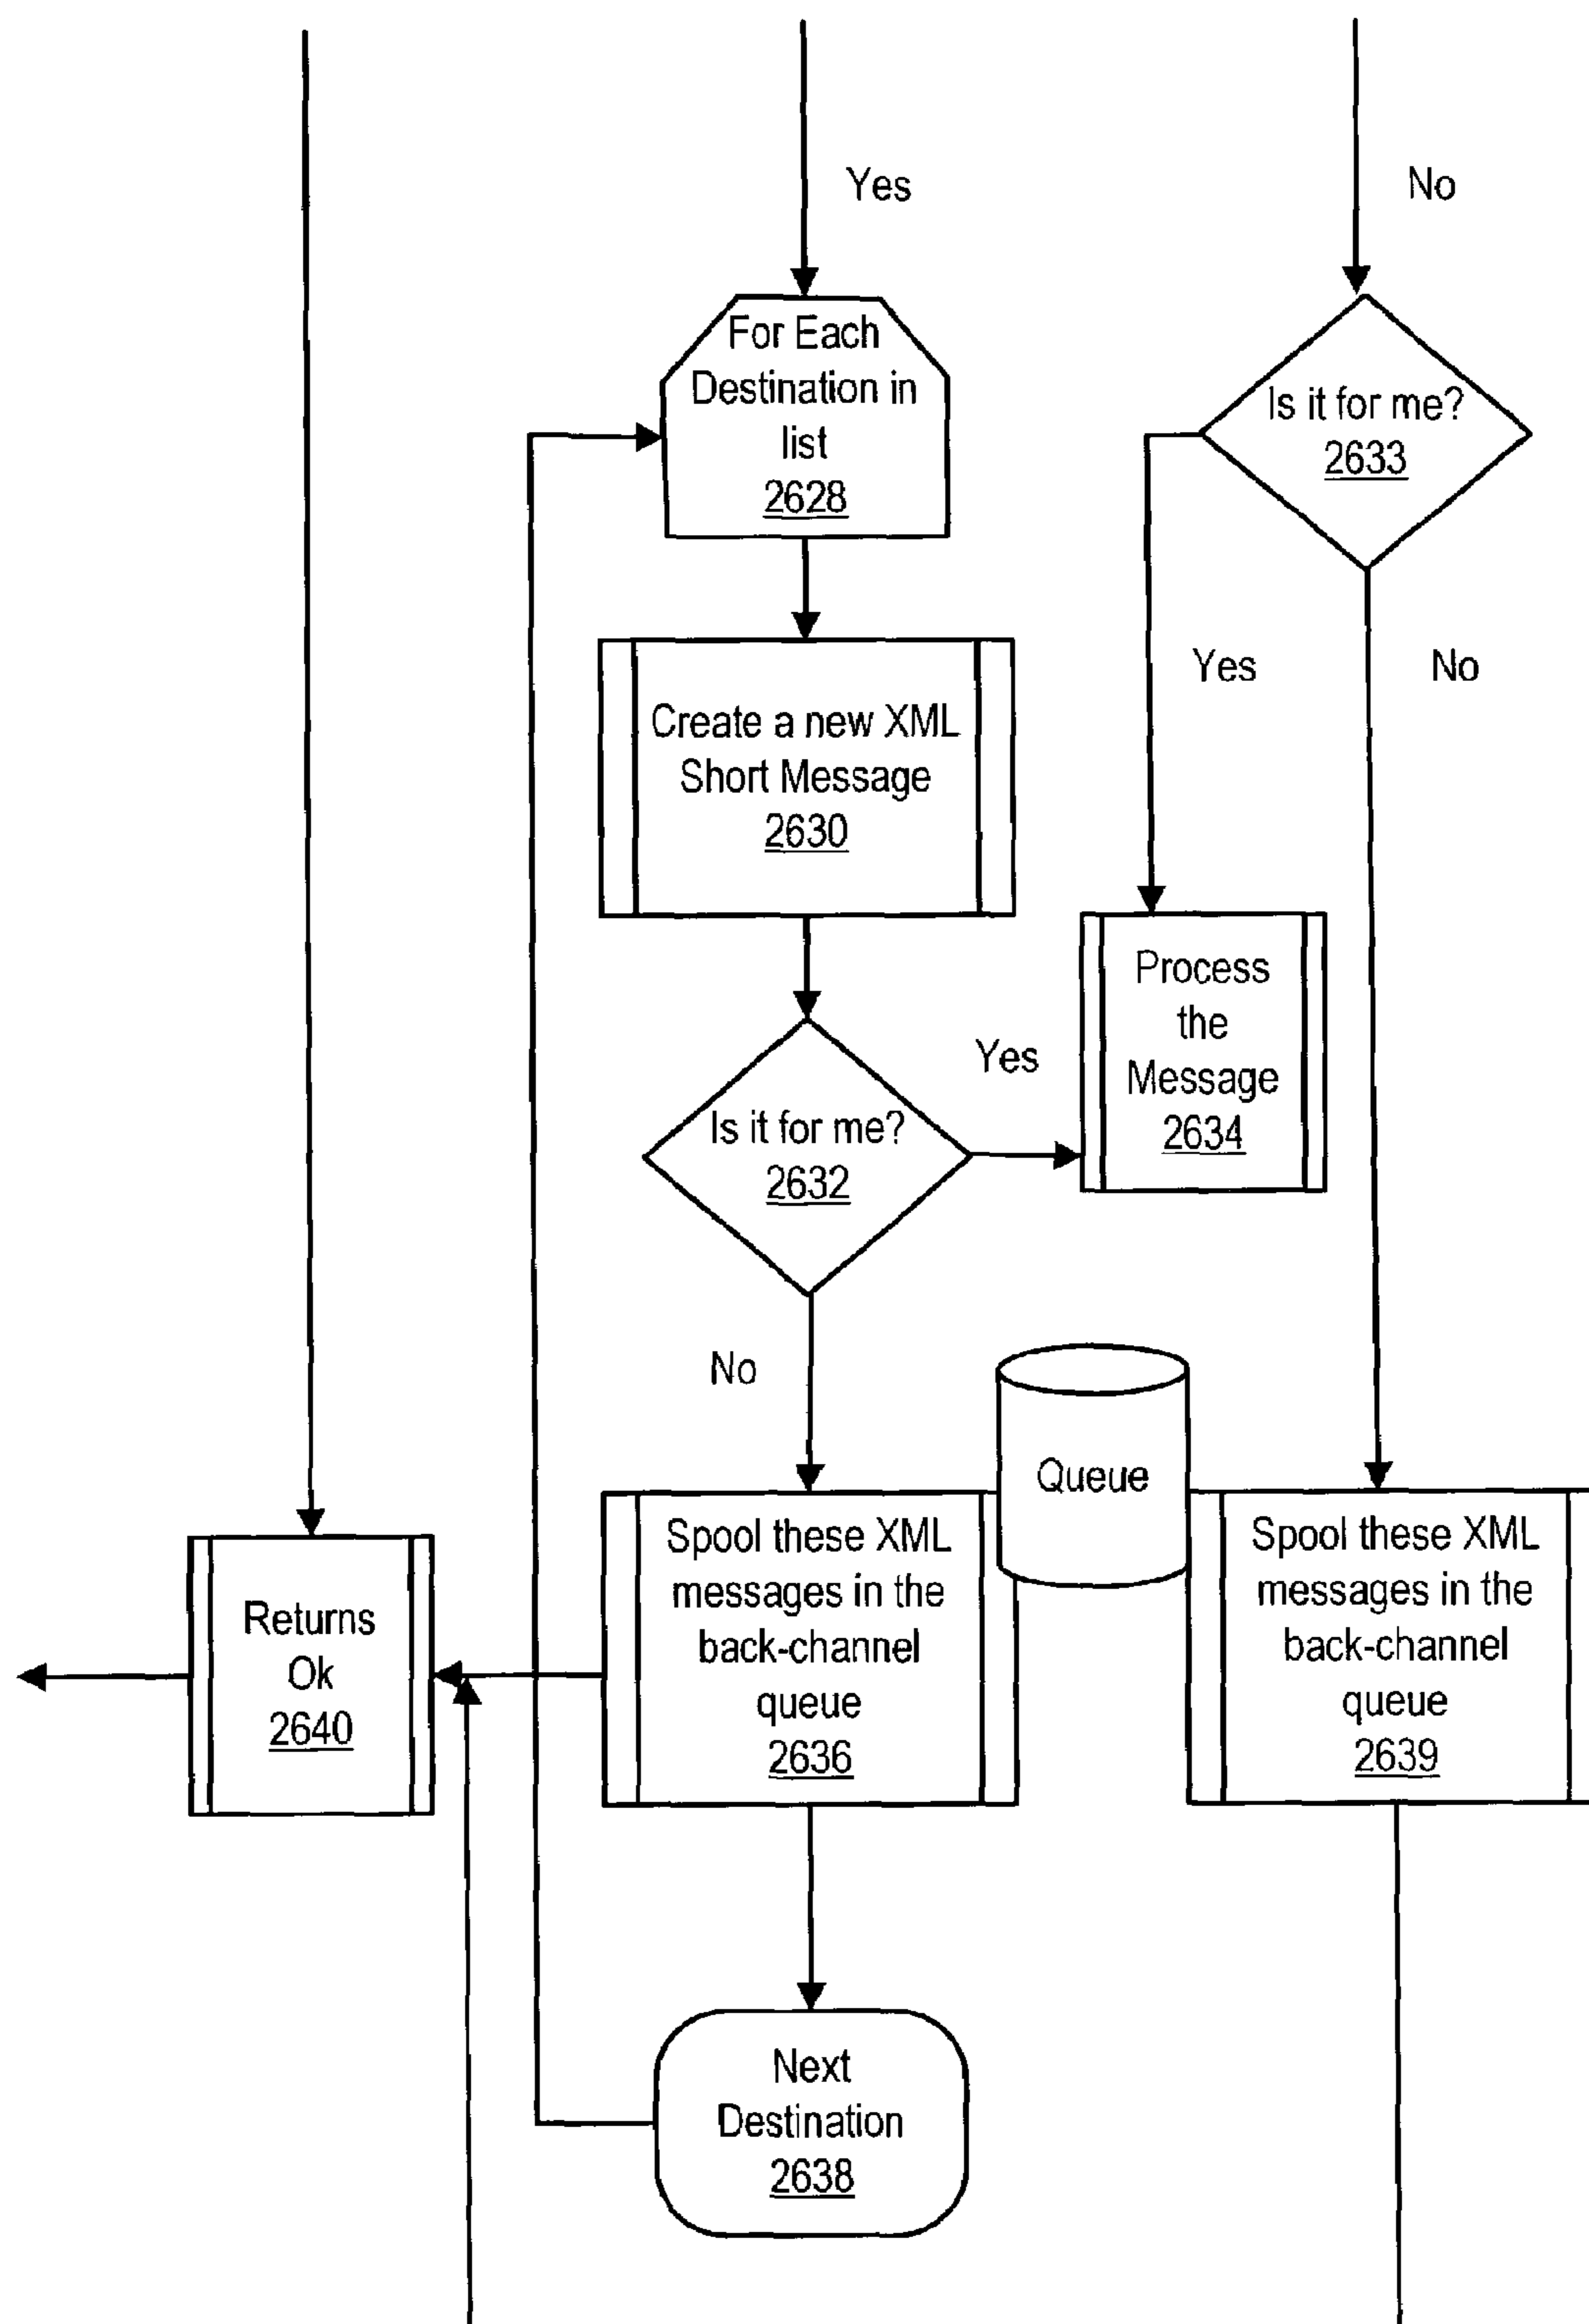 Yes
No
For Each
Destination in
list
2628
Is it for me?
2633
Yes
No
Create a new XML
Short Message
2630
Process
the
Message
2634
Yes
Is it for me?
2632
No
Queue
Spool these XML
messages in the
back-channel
queue
2636
Spool these XML
messages in the
back-channel
queue
2639
Returns
Ok
2640
Next
Destination
2638